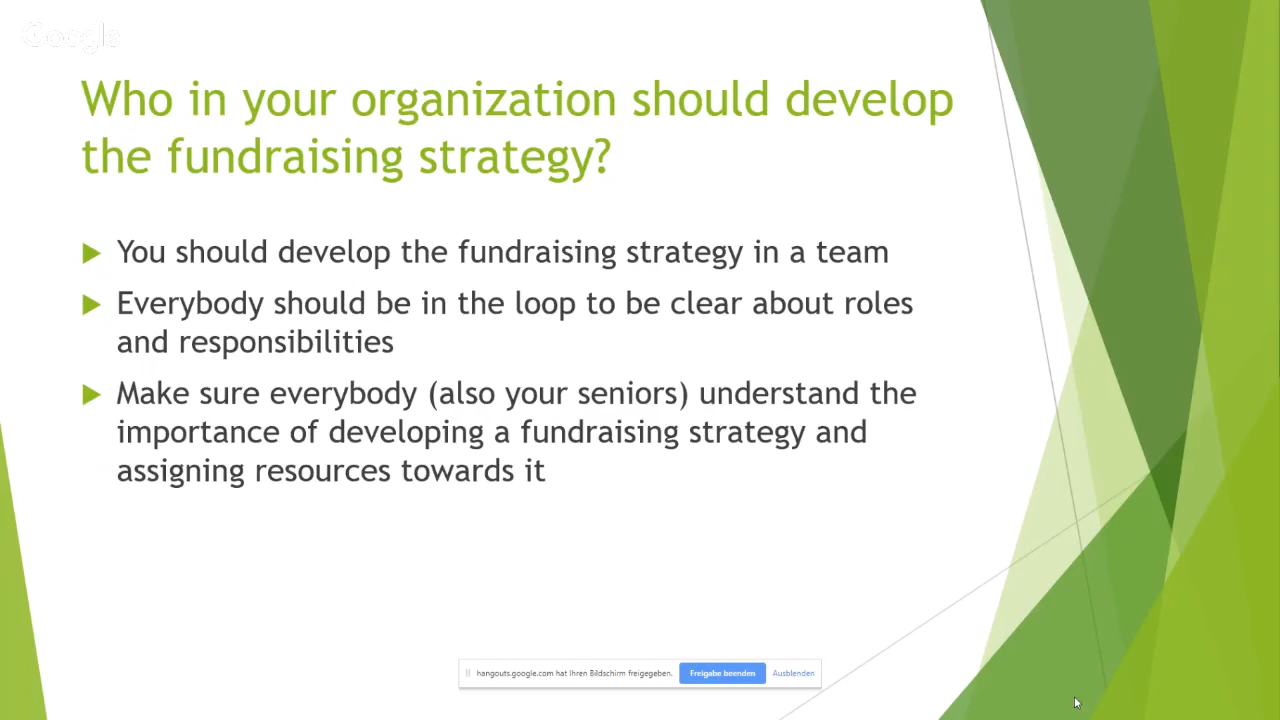 Google
Who in your organization should develop
the fundraising strategy?
You should develop the fundraising strategy in a team
Everybody should be in the loop to be clear about roles
and responsibilities
Make sure everybody (also your seniors) understand the
importance of developing a fundraising strategy and
assigning resources towards it
hangouts.google.com hat Ihren Bildschirm freigegeben. Freigabe beenden Ausblenden